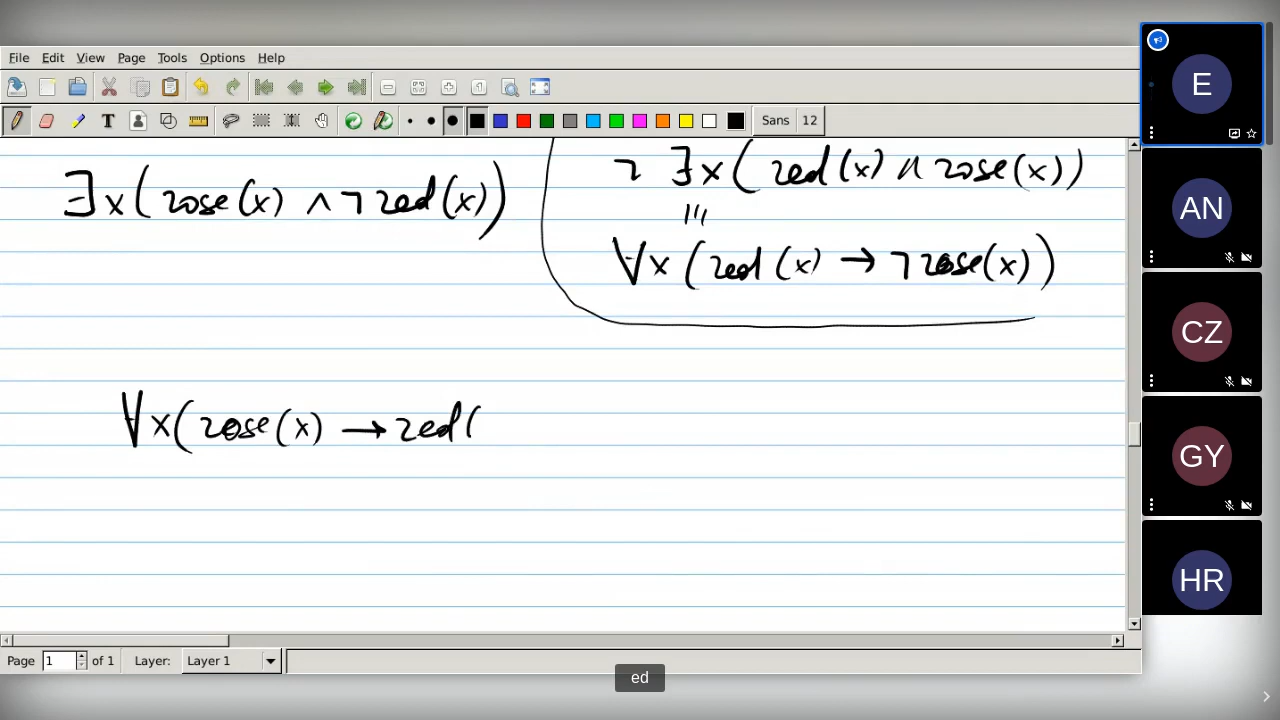 File Edit View Page Tools Options Help
Sans 12
∃x(rose(x) ∧ ¬red(x))
¬∃x(red(x) ∧ rose(x))
≡
∀x(red(x) → ¬rose(x))
∀x(rose(x) → red(
Page 1 of 1 Layer: Layer 1
ed
E
AN
CZ
GY
HR